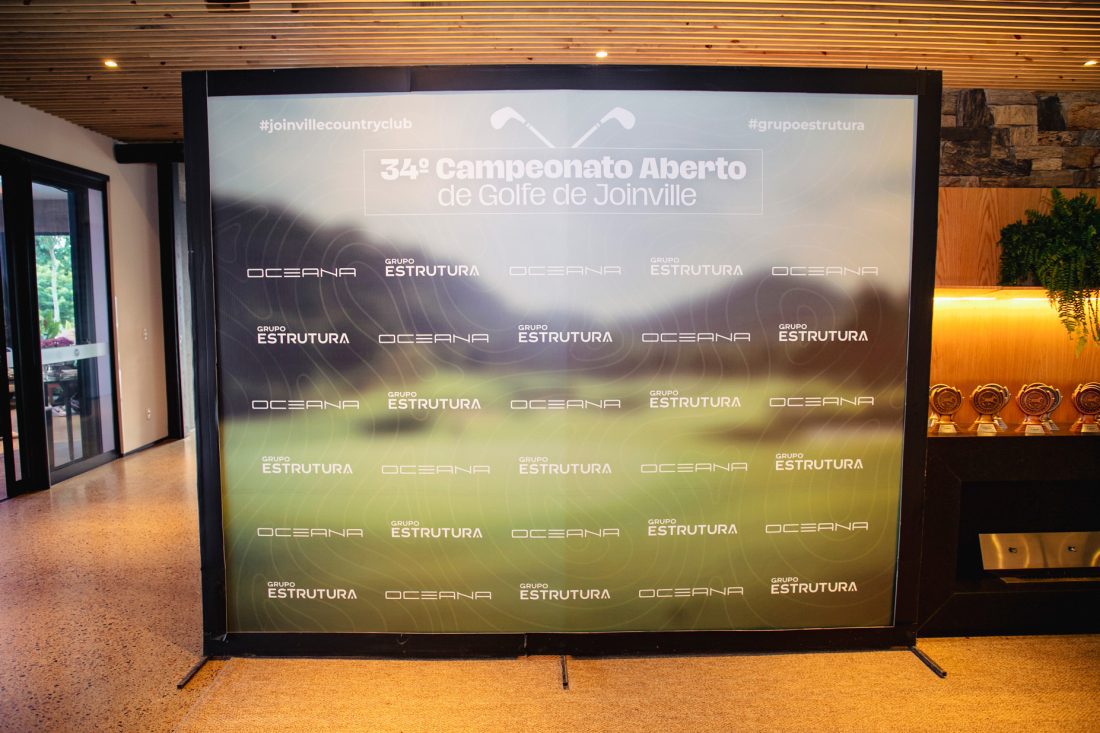 #joinvillecountryclub
#grupoestrutura
34º Campeonato Aberto
de Golfe de Joinville
OCEANA GRUPO ESTRUTURA OCEANA GRUPO ESTRUTURA OCEANA
GRUPO ESTRUTURA OCEANA GRUPO ESTRUTURA OCEANA GRUPO ESTRUTURA
OCEANA GRUPO ESTRUTURA OCEANA GRUPO ESTRUTURA OCEANA
GRUPO ESTRUTURA OCEANA GRUPO ESTRUTURA OCEANA GRUPO ESTRUTURA
OCEANA GRUPO ESTRUTURA OCEANA GRUPO ESTRUTURA OCEANA
GRUPO ESTRUTURA OCEANA GRUPO ESTRUTURA OCEANA GRUPO ESTRUTURA